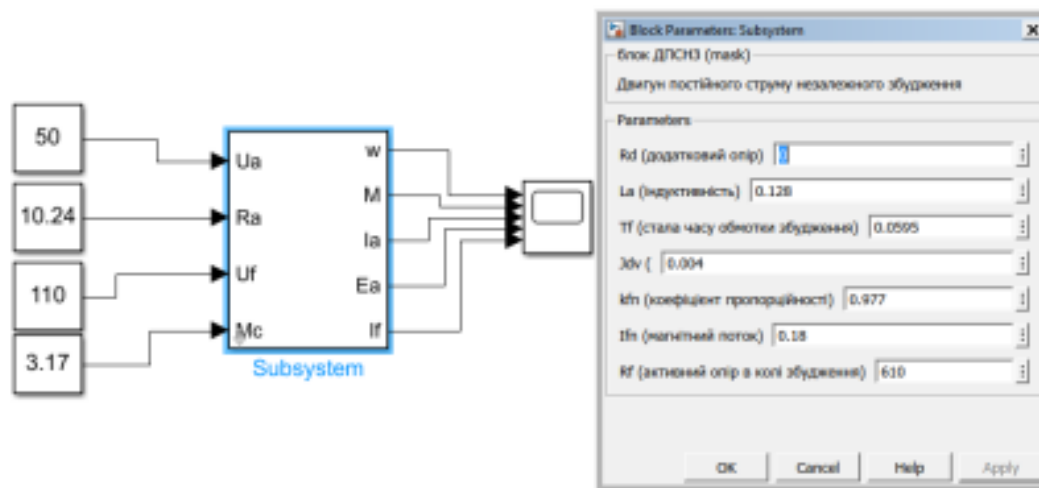 50
10.24
110
3.17
Ua
Ra
Uf
Mc
w
M
Ia
Ea
If
Subsystem
Block Parameters: Subsystem
блок ДПСНЗ (mask)
Двигун постійного струму незалежного збудження
Parameters
Rd (додатковий опір) 0
La (індуктивність) 0.128
Tf (стала часу обмотки збудження) 0.0595
Jdv ( 0.004
kfn (коефіцієнт пропорційності) 0.977
Ifn (магнітний поток) 0.18
Rf (активний опір в колі збудження) 610
OK Cancel Help Apply